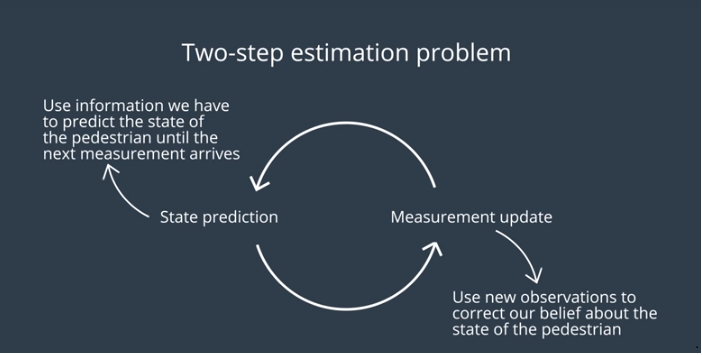 Two-step estimation problem
Use information we have
to predict the state of
the pedestrian until the
next measurement arrives
State prediction
Measurement update
Use new observations to
correct our belief about the
state of the pedestrian